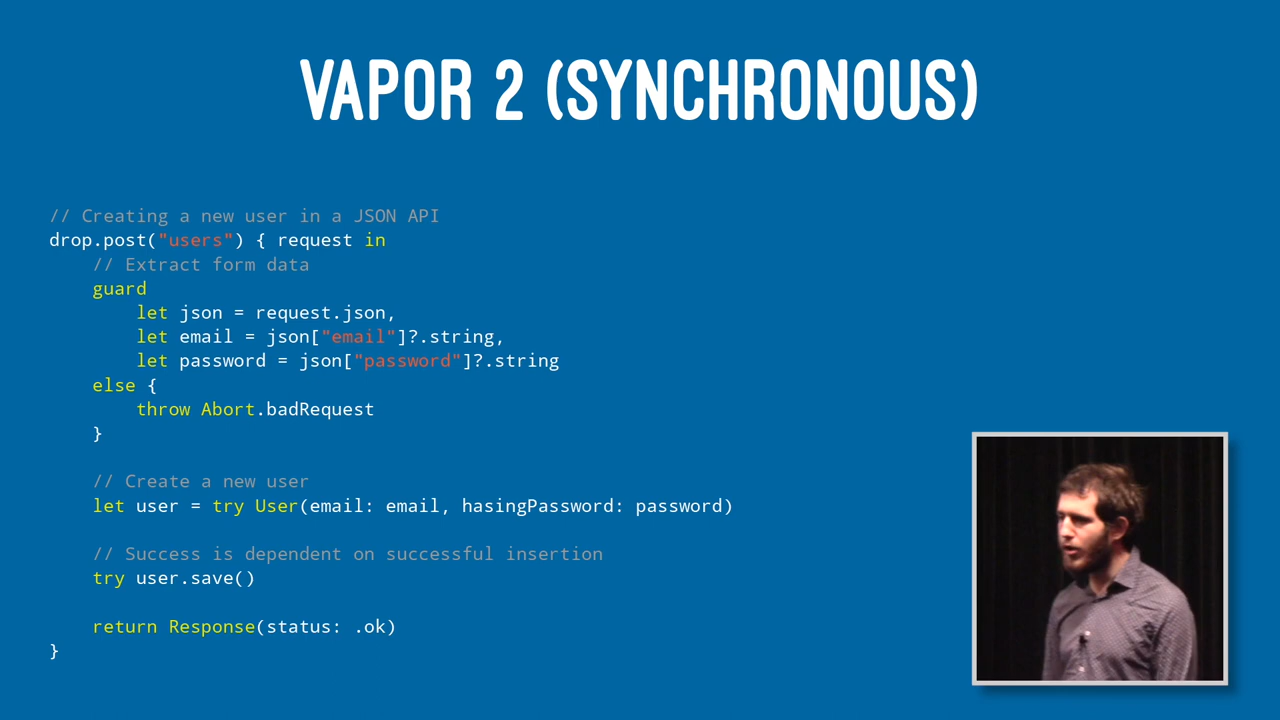 VAPOR 2 (SYNCHRONOUS)
// Creating a new user in a JSON API
drop.post("users") { request in
    // Extract form data
    guard
        let json = request.json,
        let email = json["email"]?.string,
        let password = json["password"]?.string
    else {
        throw Abort.badRequest
    }
    // Create a new user
    let user = try User(email: email, hasingPassword: password)
    // Success is dependent on successful insertion
    try user.save()
    return Response(status: .ok)
}